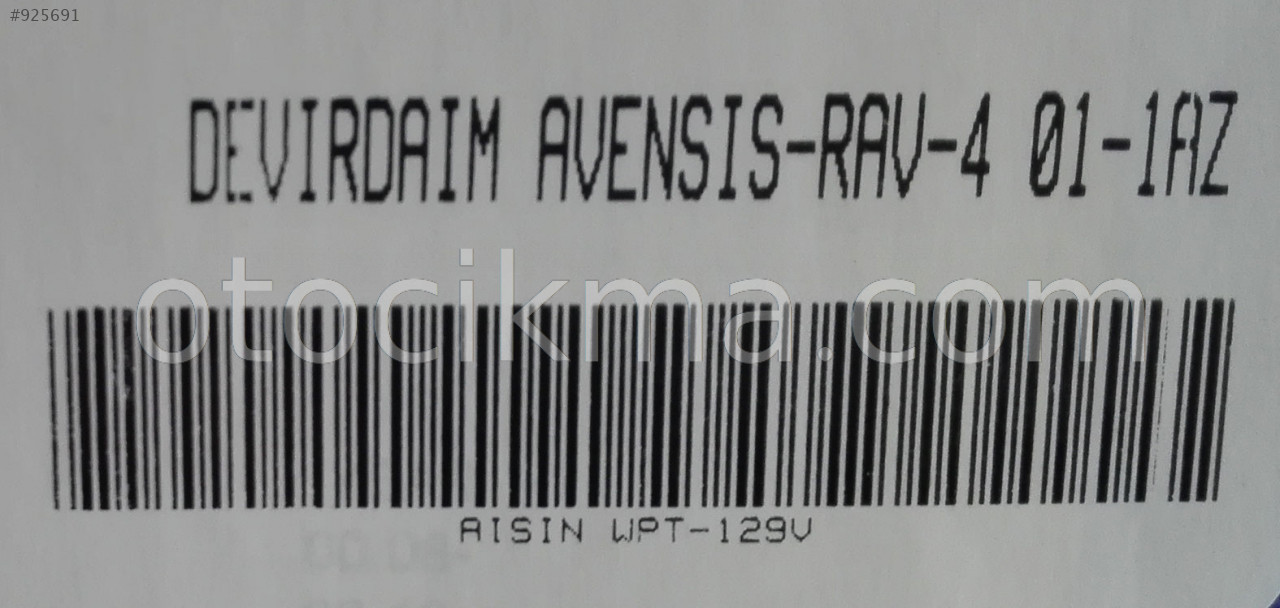 #925691
DEVIRDAIM AVENSIS-RAV-4 01-1AZ
otocikma.com
AISIN WPT-129V